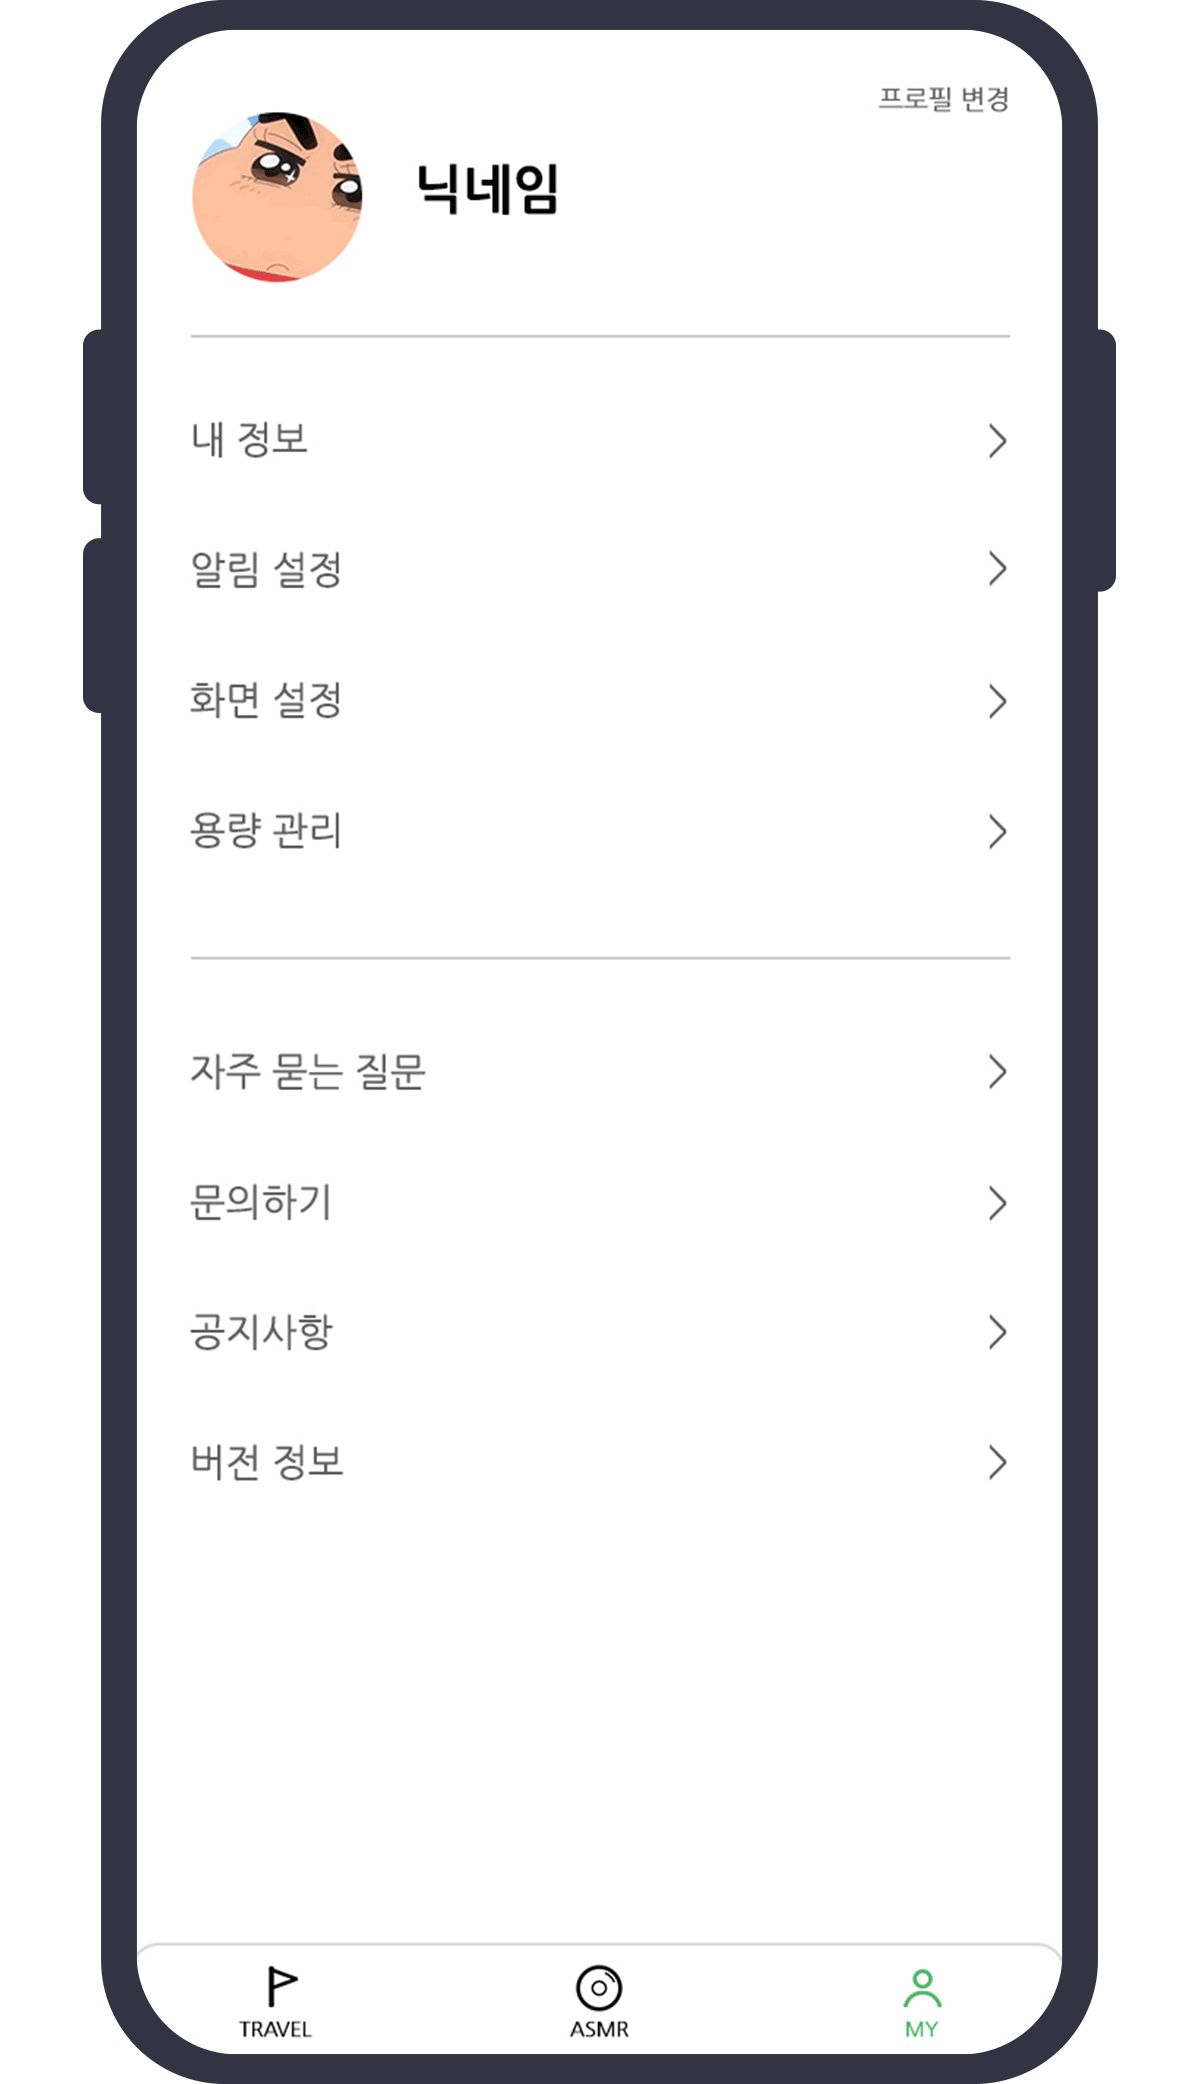 프로필 변경
닉네임
내 정보
알림 설정
화면 설정
용량 관리
자주 묻는 질문
문의하기
공지사항
버전 정보
TRAVEL
ASMR
MY